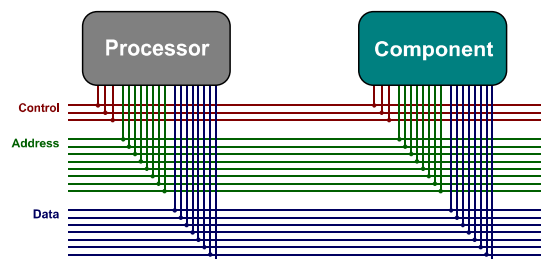 Processor
Component
Control
Address
Data